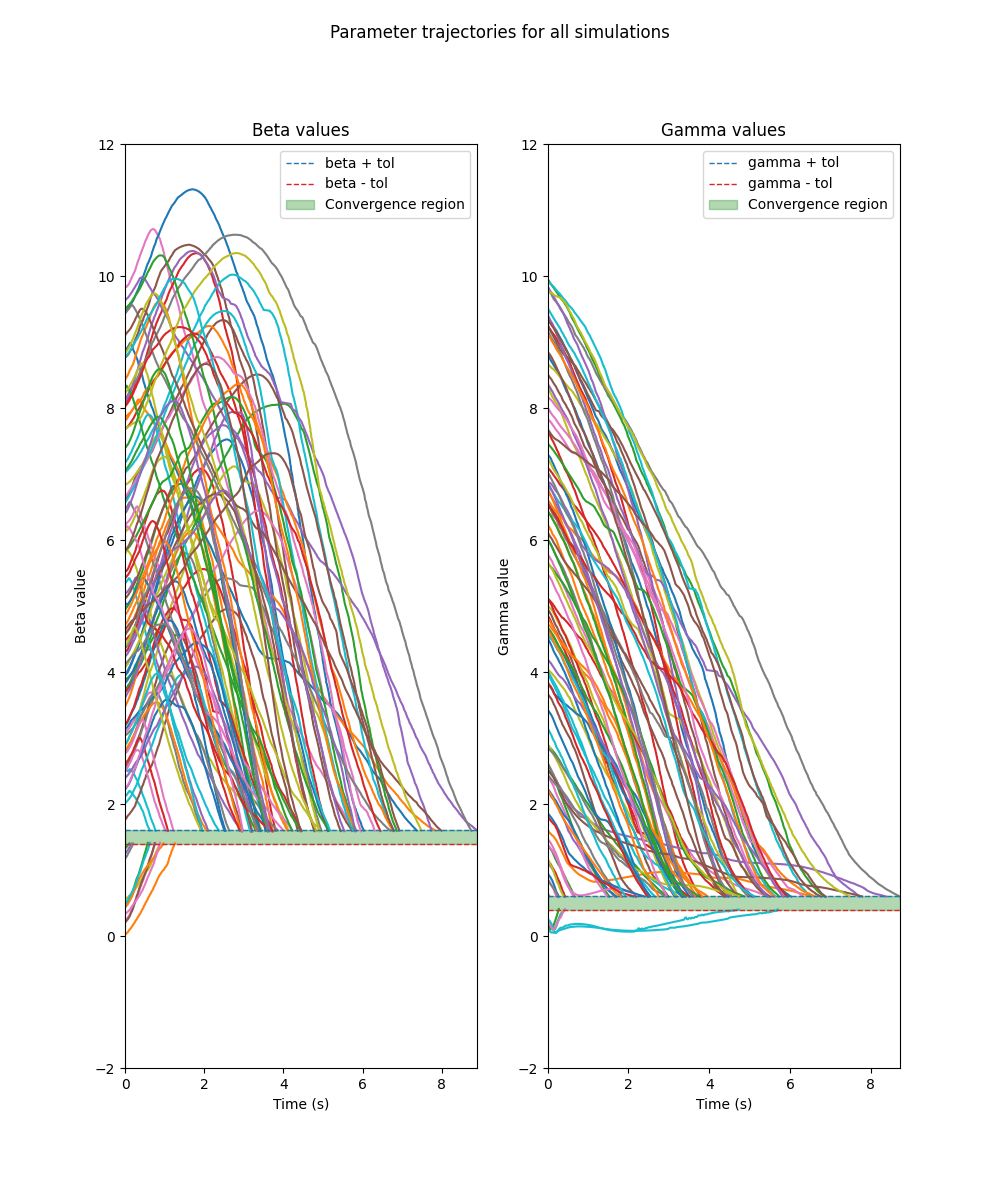 Parameter trajectories for all simulations
Beta values
12
10
8
6
4
2
0
−2
Beta value
beta + tol
beta - tol
Convergence region
0 2 4 6 8
Time (s)
Gamma values
12
10
8
6
4
2
0
−2
Gamma value
gamma + tol
gamma - tol
Convergence region
0 2 4 6 8
Time (s)